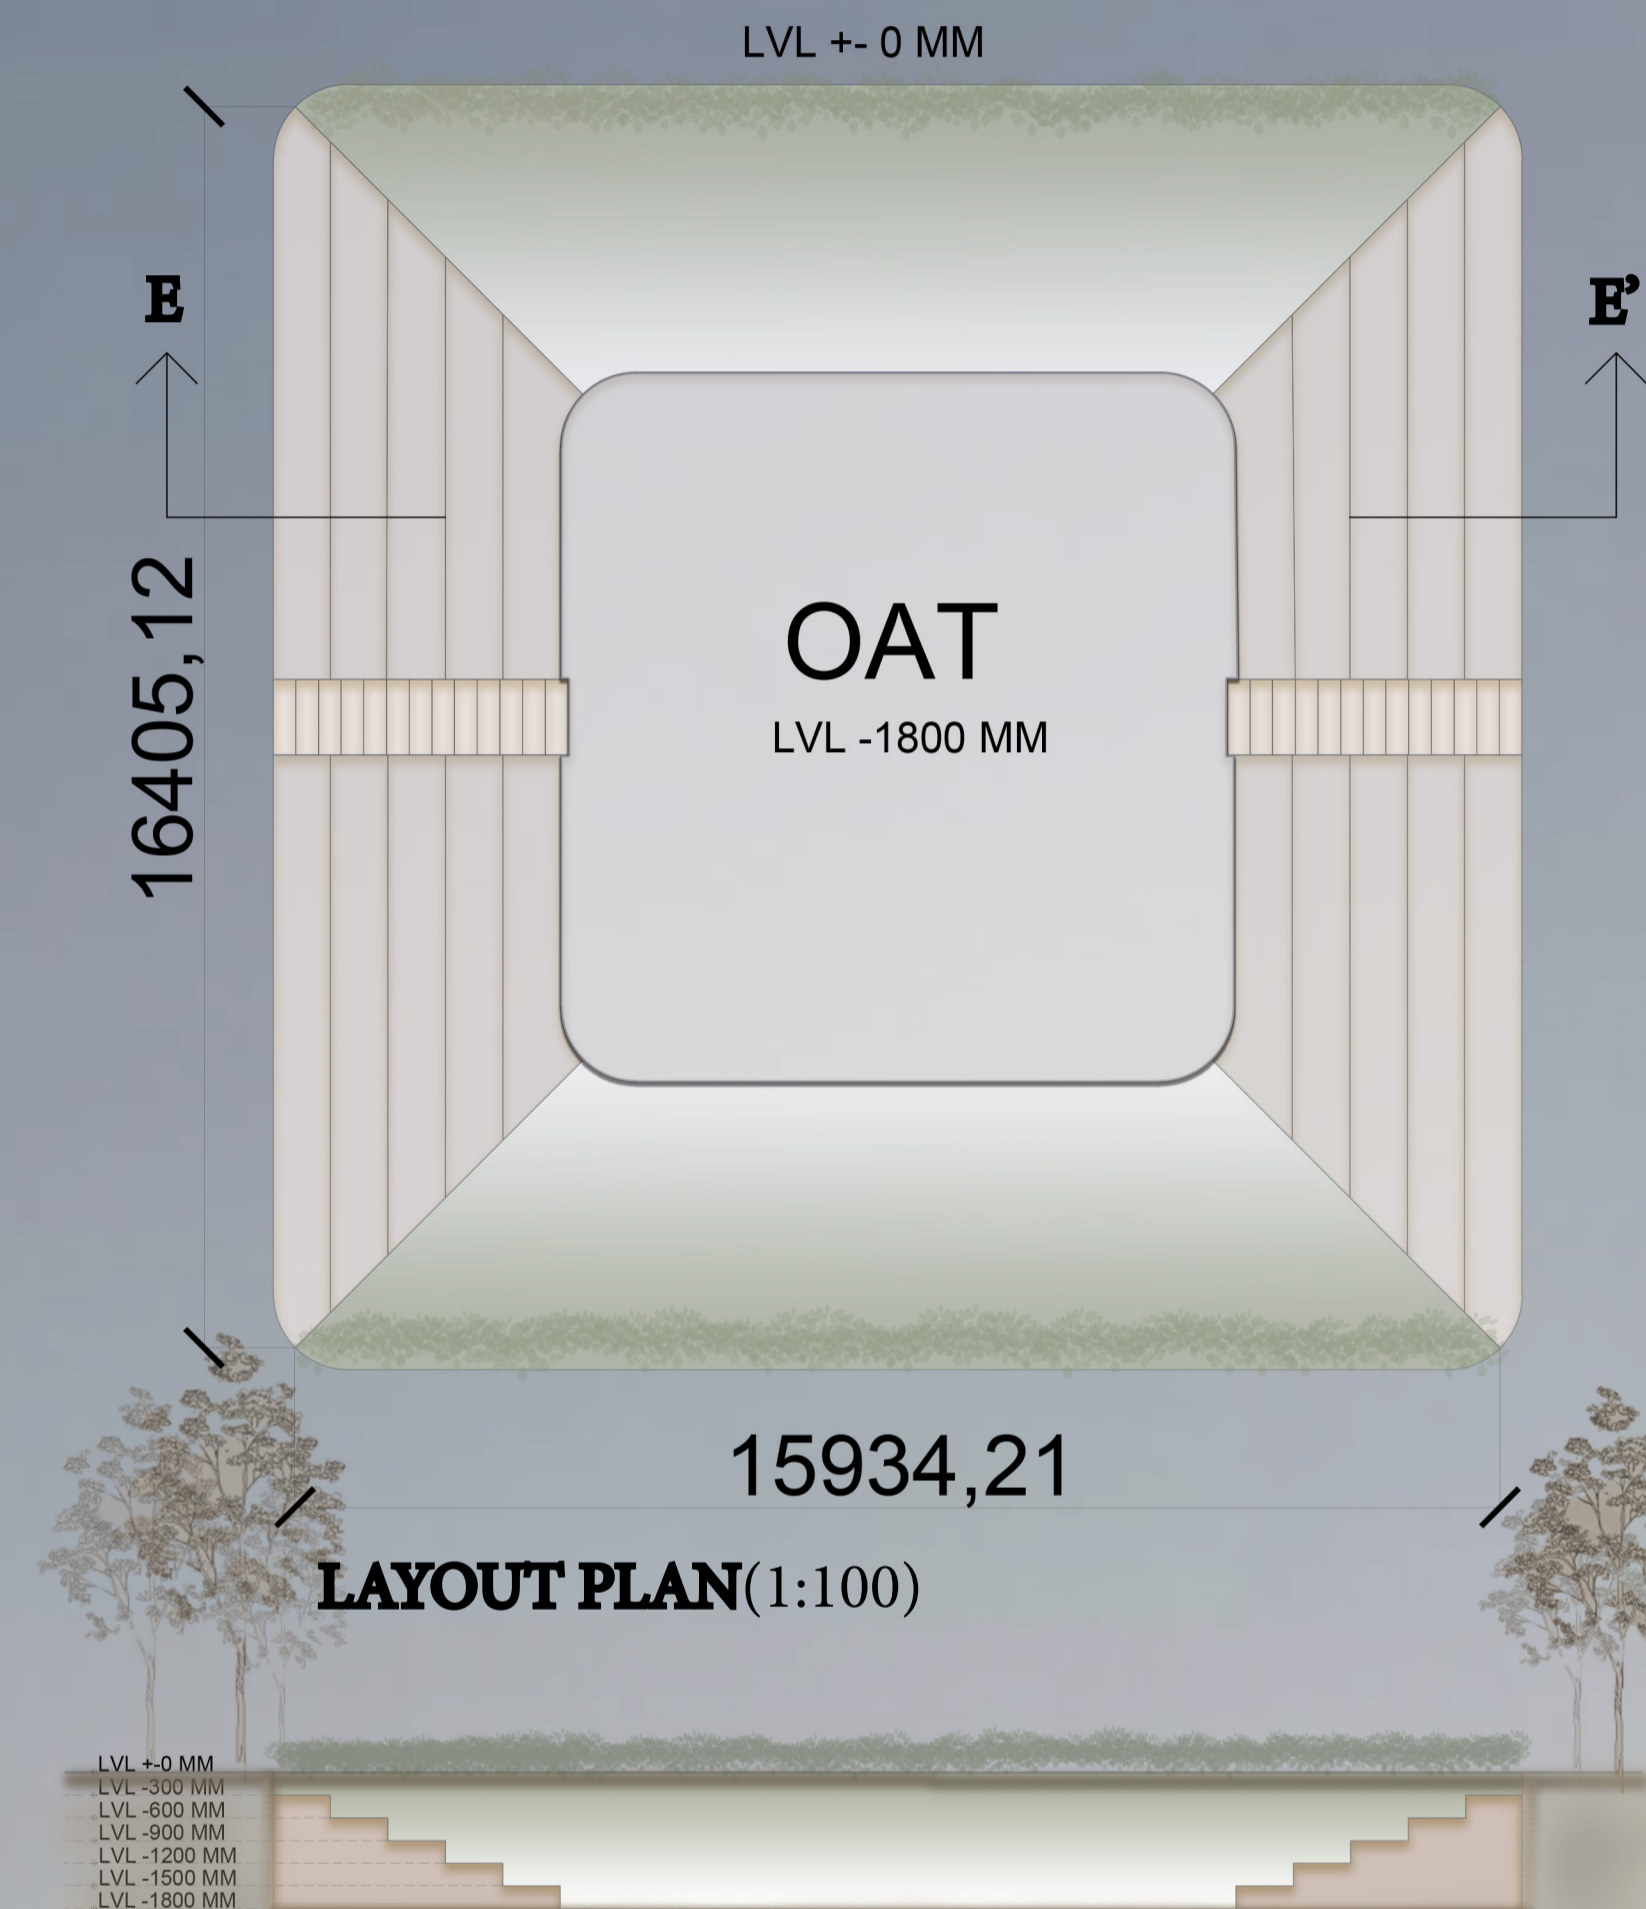 LVL +- 0 MM
E
E’
16405,12
OAT
LVL -1800 MM
15934,21
LAYOUT PLAN(1:100)
LVL +-0 MM
LVL -300 MM
LVL -600 MM
LVL -900 MM
LVL -1200 MM
LVL -1500 MM
LVL -1800 MM